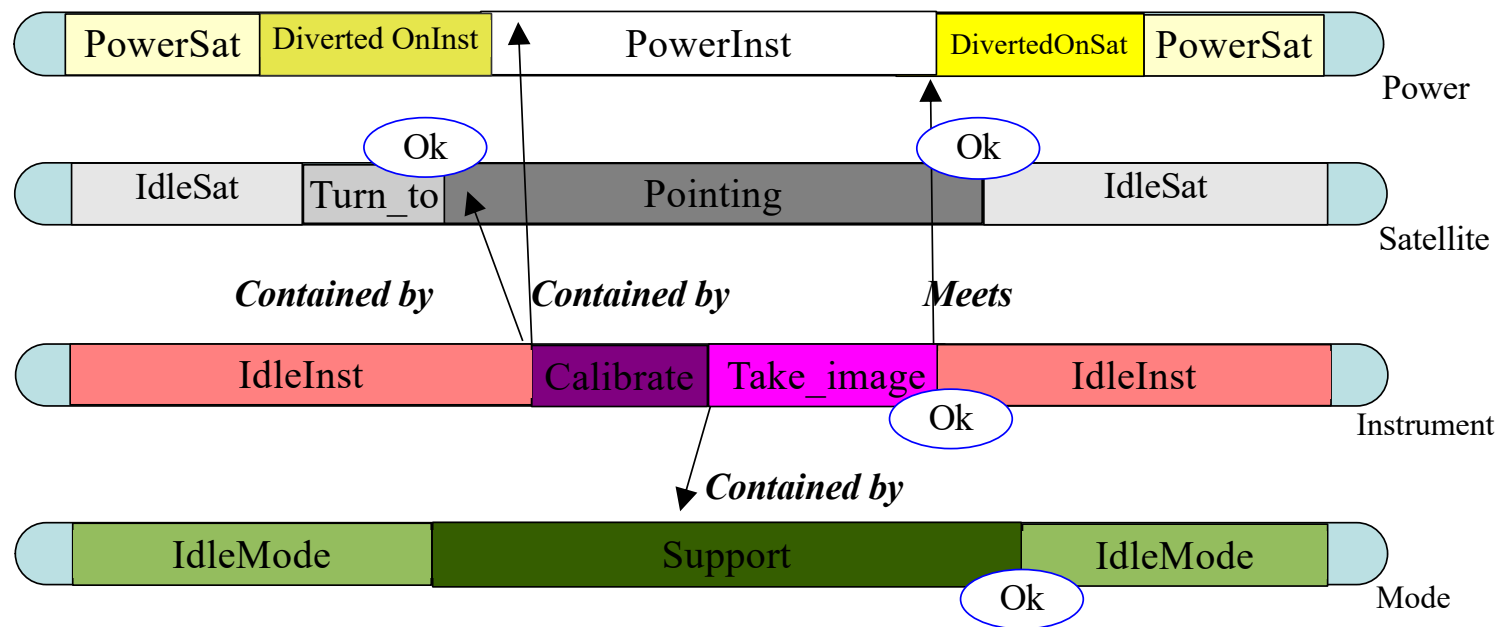 PowerSat Diverted OnInst PowerInst DivertedOnSat PowerSat
Power
Ok Ok
IdleSat Turn_to Pointing IdleSat
Satellite
Contained by Contained by Meets
IdleInst Calibrate Take_image IdleInst
Ok
Instrument
Contained by
IdleMode Support IdleMode
Ok
Mode